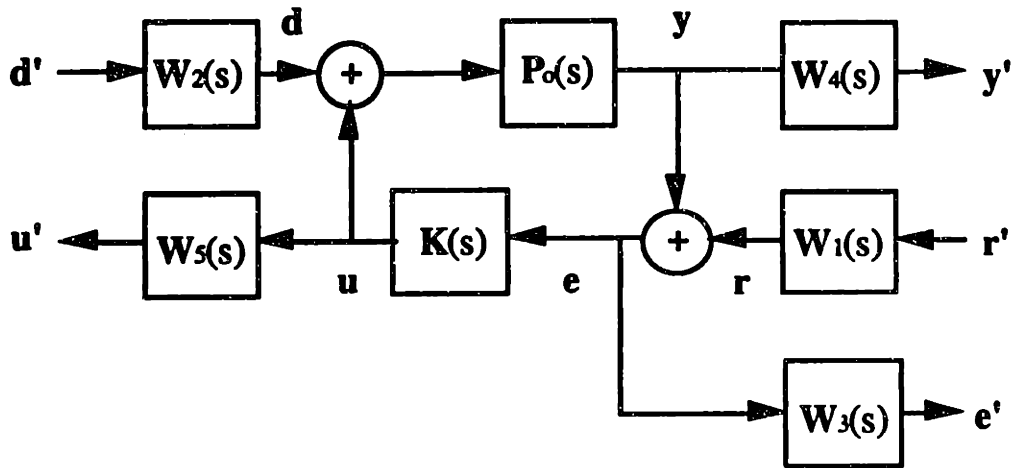 d y
d' W2(s) + Po(s) W4(s) y'
u' W5(s) K(s) + W1(s) r'
u e r
W3(s) e'